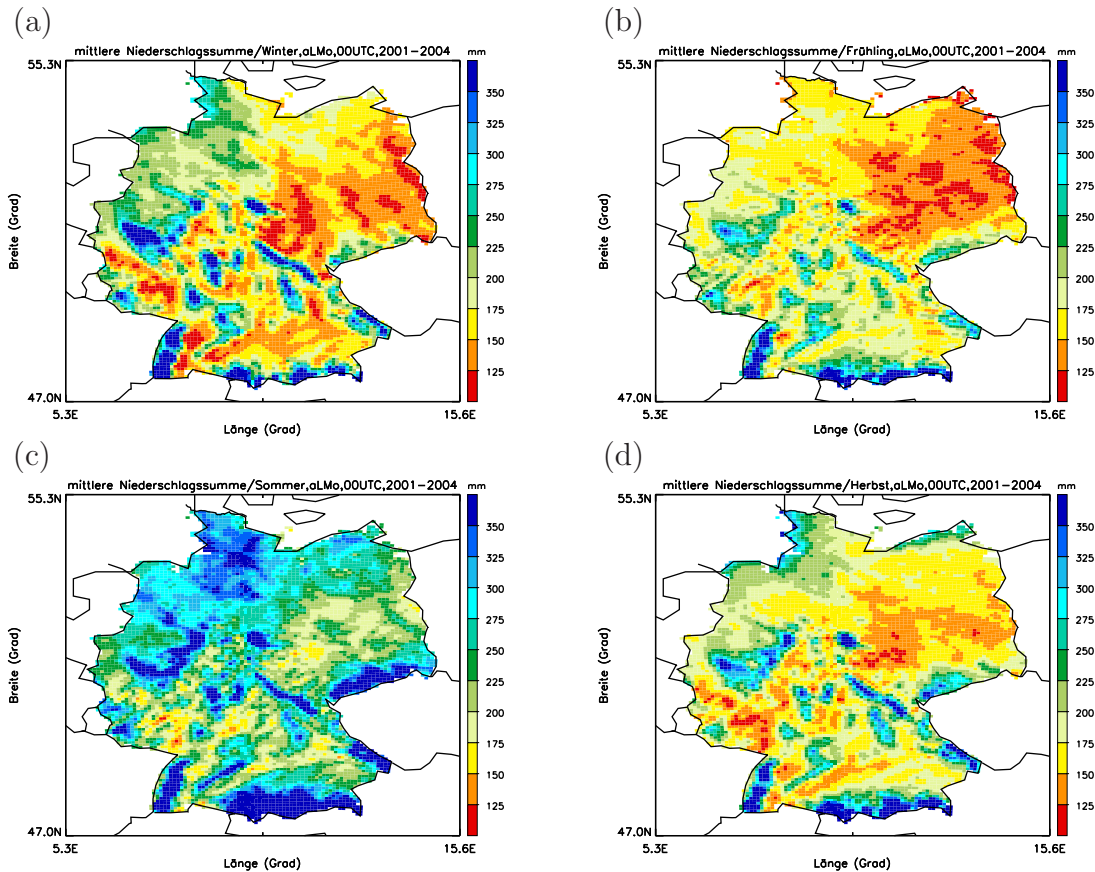 (a)
mittlere Niederschlagssumme/Winter,aLMo,00UTC,2001-2004 mm
55.3N
47.0N
5.3E
15.6E
Breite (Grad)
Länge (Grad)
350
325
300
275
250
225
200
175
150
125
(b)
mittlere Niederschlagssumme/Frühling,aLMo,00UTC,2001-2004 mm
55.3N
47.0N
5.3E
15.6E
Breite (Grad)
Länge (Grad)
350
325
300
275
250
225
200
175
150
125
(c)
mittlere Niederschlagssumme/Sommer,aLMo,00UTC,2001-2004 mm
55.3N
47.0N
5.3E
15.6E
Breite (Grad)
Länge (Grad)
350
325
300
275
250
225
200
175
150
125
(d)
mittlere Niederschlagssumme/Herbst,aLMo,00UTC,2001-2004 mm
55.3N
47.0N
5.3E
15.6E
Breite (Grad)
Länge (Grad)
350
325
300
275
250
225
200
175
150
125